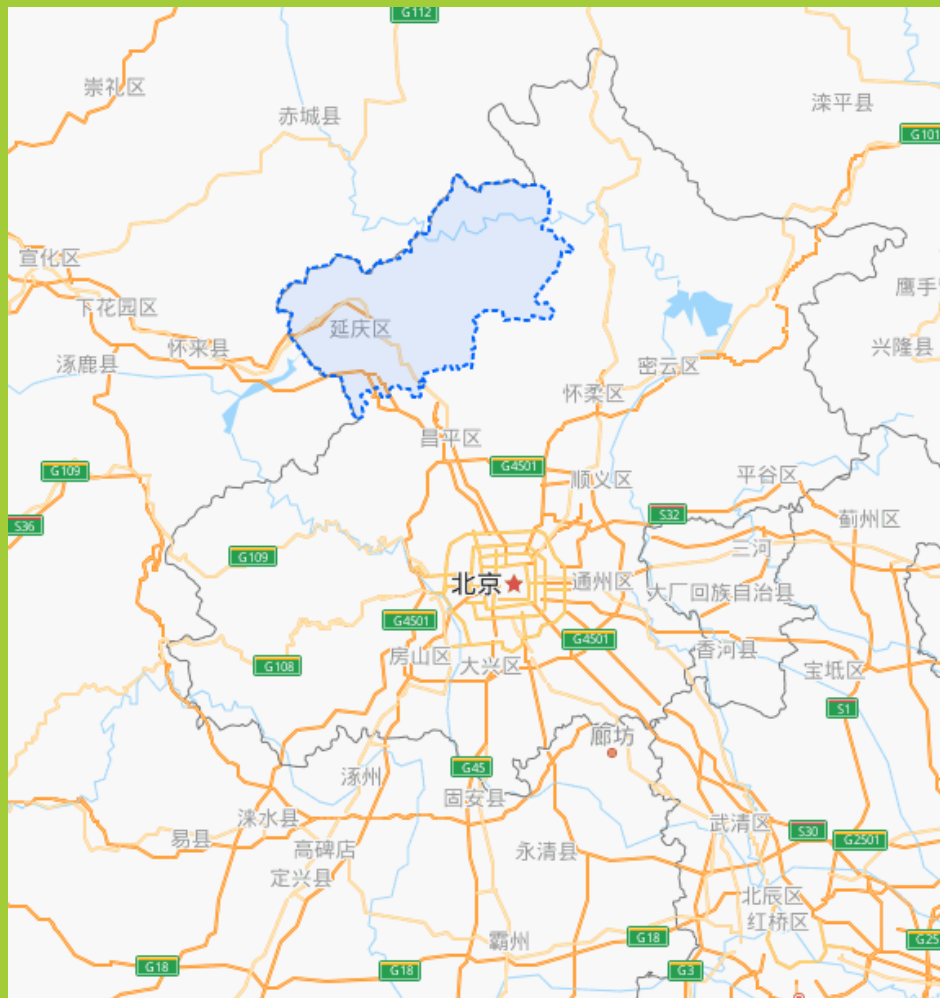 G112
崇礼区
滦平县
赤城县
G101
宣化区
鹰手
下花园区
延庆区
怀来县
兴隆县
涿鹿县
密云区
怀柔区
昌平区
G4501
G109
平谷区
顺义区
S32
蓟州区
S36
三河
G109
北京
通州区
大厂回族自治县
G4501
G4501
香河县
房山区
大兴区
G108
宝坻区
S1
廊坊
G45
涿州
固安县
涞水县
武清区
S30
易县
G2501
高碑店
永清县
定兴县
北辰区
红桥区
霸州
G18
G25
G18
G18
G3